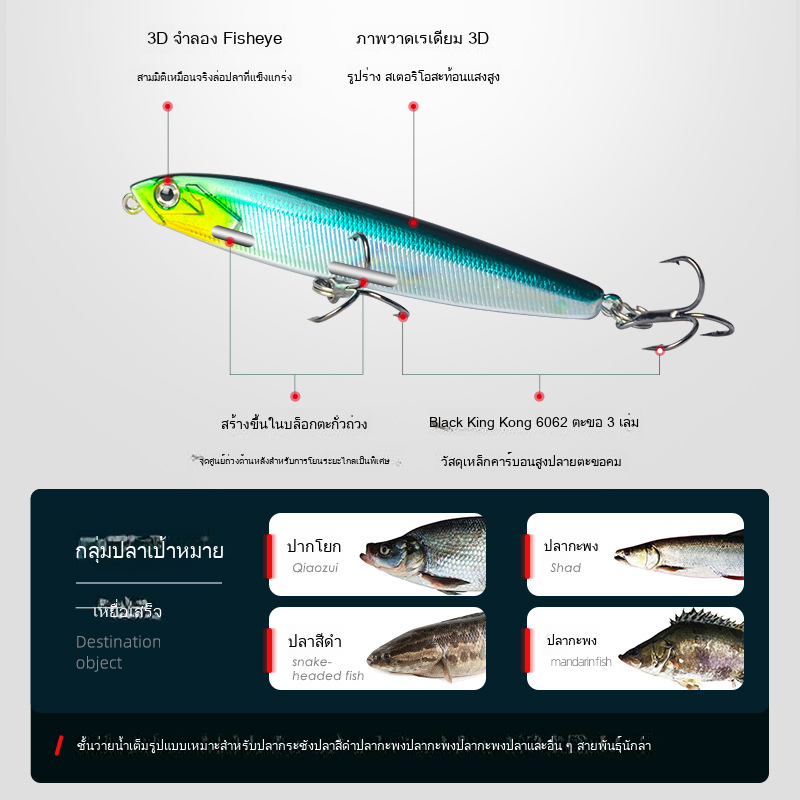 3D จำลอง Fisheye
ภาพวาดเรเดียม 3D
สามมิติเหมือนจริงล่อปลาที่แข็งแกร่ง
รูปร่าง สเตอริโอสะท้อนแสงสูง
สร้างขึ้นในบล็อกตะกั่วถ่วง
Black King Kong 6062 ตะขอ 3 เล่ม
จุดศูนย์ถ่วงด้านหลังสำหรับการโยนระยะไกลเป็นพิเศษ
วัสดุเหล็กคาร์บอนสูงปลายตะขอคม
กลุ่มปลาเป้าหมาย
เหยื่อเสร็จ
Destination
object
ปากโยก
Qiaozui
ปลากะพง
Shad
ปลาสีดำ
snake-
headed fish
ปลากะพง
mandarinfish
ชั้นว่ายน้ำเต็มรูปแบบเหมาะสำหรับปลากระชังปลาสีดำปลากะพงปลากะพงปลากะพงปลาและอื่น ๆ สายพันธุ์นักล่า